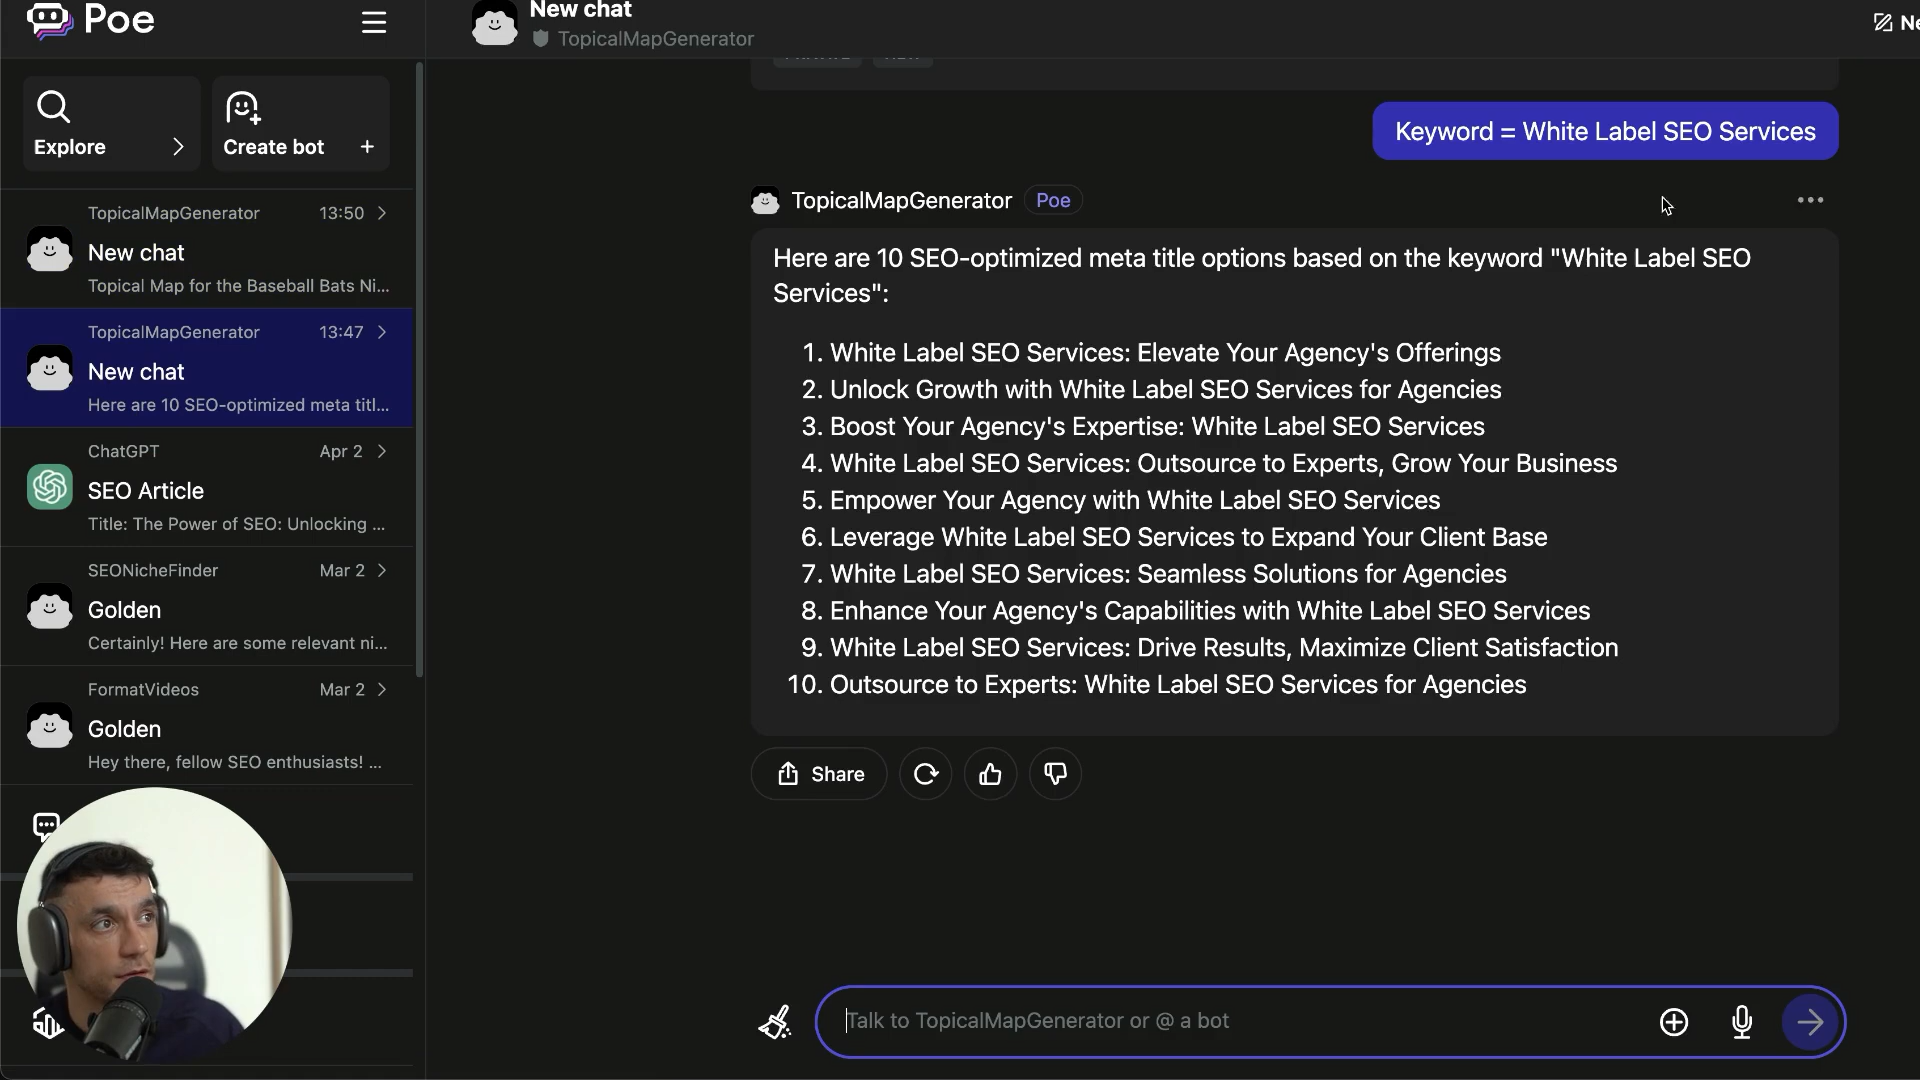 Poe
New chat
TopicalMapGenerator
Ne
Explore
Create bot +
TopicalMapGenerator 13:50
New chat
Topical Map for the Baseball Bats Ni...
TopicalMapGenerator 13:47
New chat
Here are 10 SEO-optimized meta titl...
ChatGPT Apr 2
SEO Article
Title: The Power of SEO: Unlocking ...
SEONicheFinder Mar 2
Golden
Certainly! Here are some relevant ni...
FormatVideos Mar 2
Golden
Hey there, fellow SEO enthusiasts! ...
Keyword = White Label SEO Services
TopicalMapGenerator Poe
Here are 10 SEO-optimized meta title options based on the keyword "White Label SEO
Services":
1. White Label SEO Services: Elevate Your Agency's Offerings
2. Unlock Growth with White Label SEO Services for Agencies
3. Boost Your Agency's Expertise: White Label SEO Services
4. White Label SEO Services: Outsource to Experts, Grow Your Business
5. Empower Your Agency with White Label SEO Services
6. Leverage White Label SEO Services to Expand Your Client Base
7. White Label SEO Services: Seamless Solutions for Agencies
8. Enhance Your Agency's Capabilities with White Label SEO Services
9. White Label SEO Services: Drive Results, Maximize Client Satisfaction
10. Outsource to Experts: White Label SEO Services for Agencies
Share
Talk to TopicalMapGenerator or @ a bot